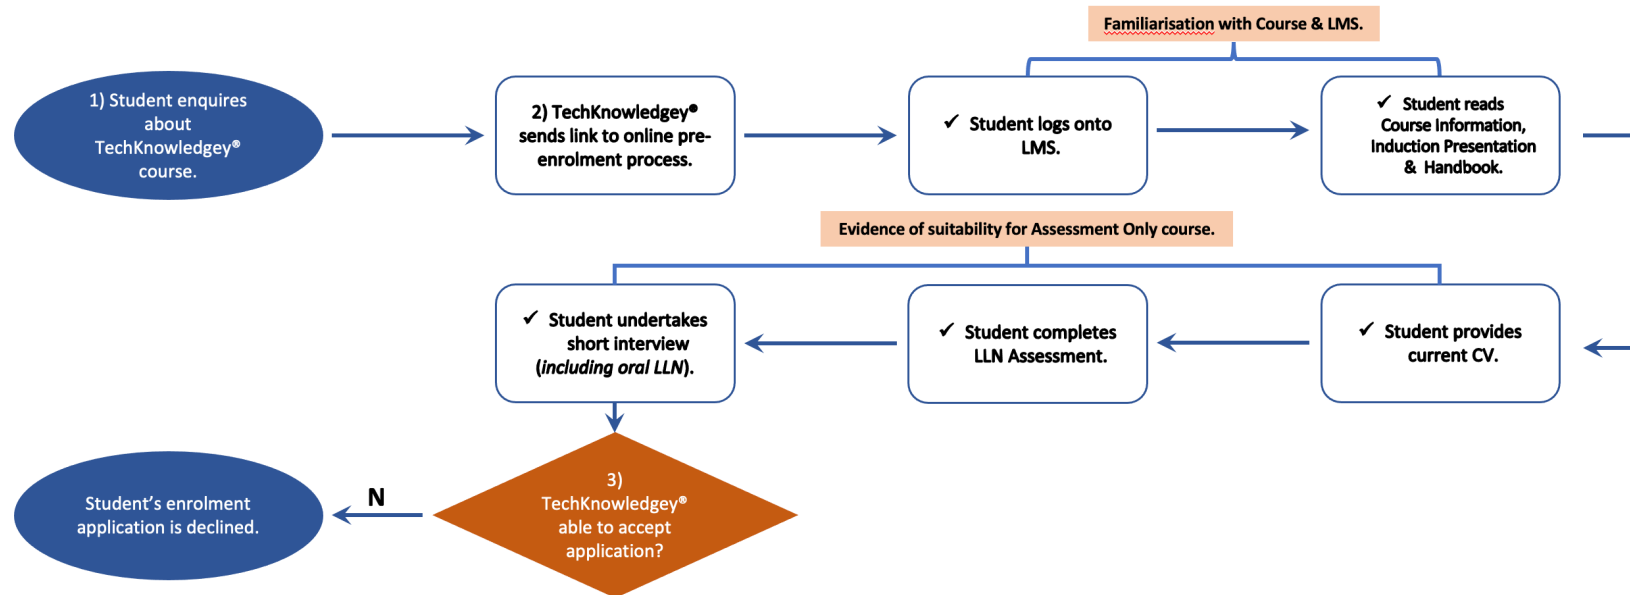 Familiarisation with Course & LMS.
1) Student enquires
about
TechKnowledgey®
course.
2) TechKnowledgey®
sends link to online pre-
enrolment process.
✓ Student logs onto
LMS.
✓ Student reads
Course Information,
Induction Presentation
& Handbook.
Evidence of suitability for Assessment Only course.
✓ Student provides
current CV.
✓ Student completes
LLN Assessment.
✓ Student undertakes
short interview
(including oral LLN).
3)
TechKnowledgey®
able to accept
application?
N
Student’s enrolment
application is declined.